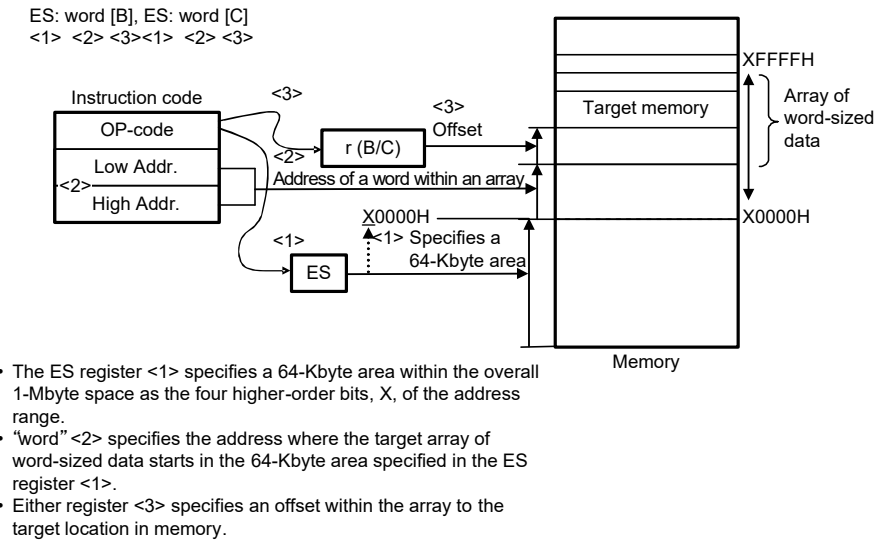 ES: word [B], ES: word [C]
<1> <2> <3><1> <2> <3>
XFFFFH
Instruction code
<3>
<3>
Array of
word-sized
data
Target memory
OP-code
Offset
r (B/C)
<2>
Low Addr.
Address of a word within an array
<2>
High Addr.
X0000H
X0000H
<1>
<1> Specifies a
64-Kbyte area
ES
Memory
• The ES register <1> specifies a 64-Kbyte area within the overall
1-Mbyte space as the four higher-order bits, X, of the address
range.
• “word” <2> specifies the address where the target array of
word-sized data starts in the 64-Kbyte area specified in the ES
register <1>.
• Either register <3> specifies an offset within the array to the
target location in memory.